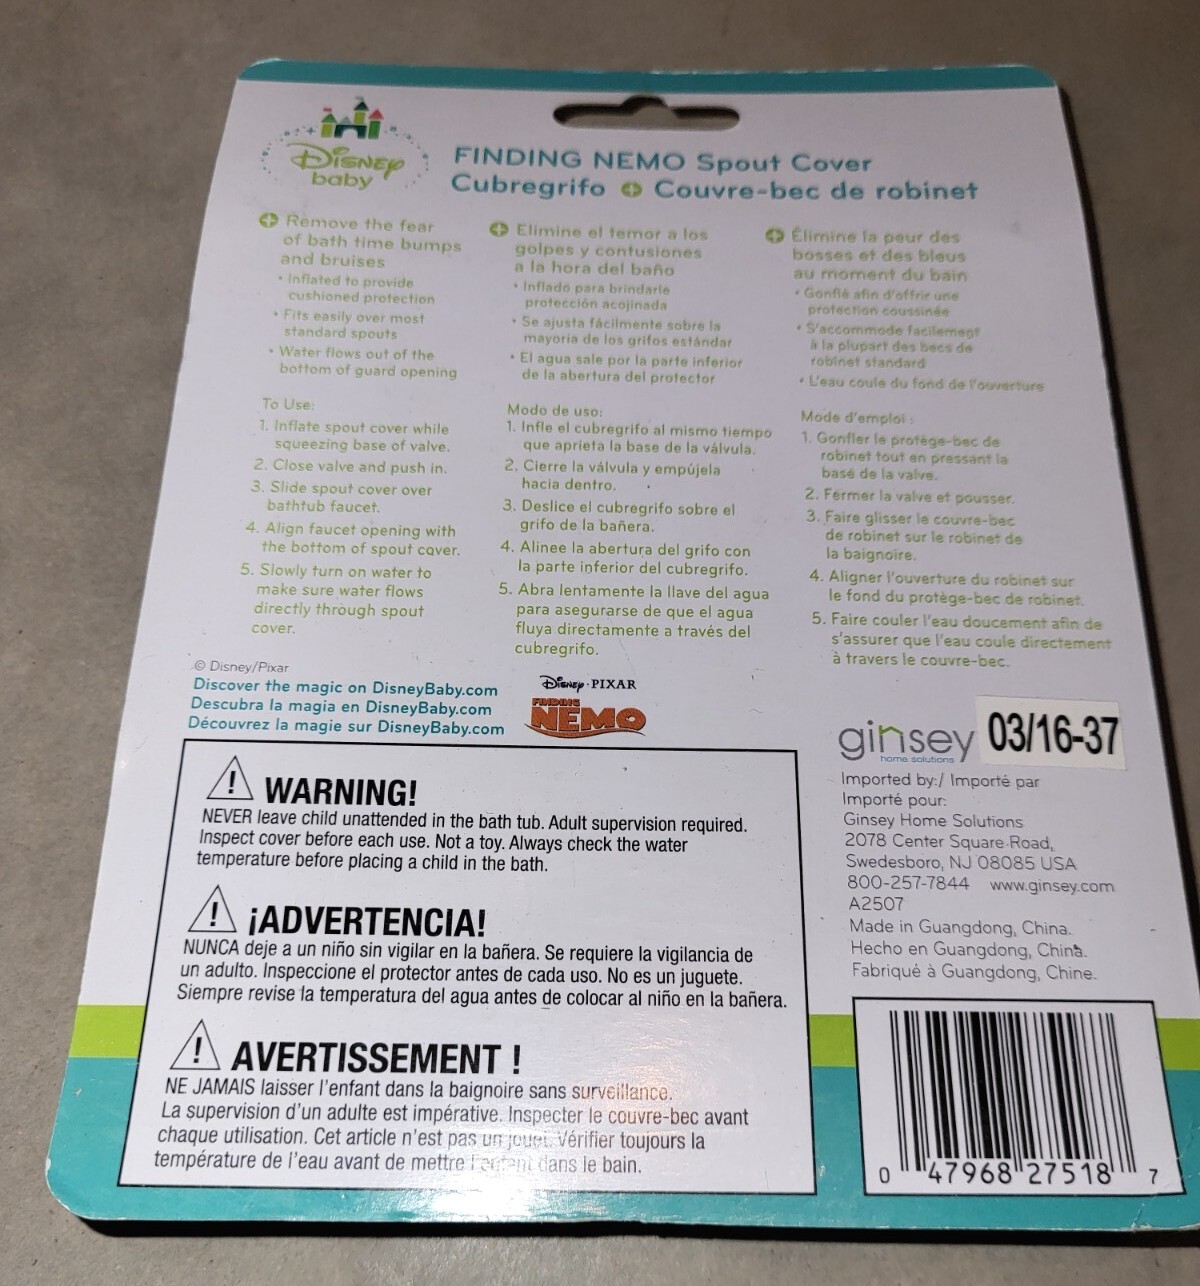 Disney
baby
FINDING NEMO Spout Cover
Cubregrifo + Couvre-bec de robinet
+ Remove the fear
of bath time bumps
and bruises
• Inflated to provide
cushioned protection
• Fits easily over most
standard spouts
• Water flows out of the
bottom of guard opening
To Use:
1. Inflate spout cover while
squeezing base of valve.
2. Close valve and push in.
3. Slide spout cover over
bathtub faucet.
4. Align faucet opening with
the bottom of spout cover.
5. Slowly turn on water to
make sure water flows
directly through spout
cover.
+ Elimine el temor a los
golpes y contusiones
a la hora del baño
• Inflado para brindarle
protección acojinada
• Se ajusta fácilmente sobre la
mayoría de los grifos estándar
• El agua sale por la parte inferior
de la abertura del protector
Modo de uso:
1. Infle el cubregrifo al mismo tiempo
que aprieta la base de la válvula.
2. Cierre la válvula y empújela
hacia dentro.
3. Deslice el cubregrifo sobre el
grifo de la bañera.
4. Alinee la abertura del grifo con
la parte inferior del cubregrifo.
5. Abra lentamente la llave del agua
para asegurarse de que el agua
fluya directamente a través del
cubregrifo.
+ Élimine la peur des
bosses et des bleus
au moment du bain
• Gonflé afin d'offrir une
protection coussinée
• S'accommode facilement
à la plupart des becs de
robinet standard
• L'eau coule du fond de l'ouverture
Mode d'emploi :
1. Gonfler le protège-bec de
robinet tout en pressant la
base de la valve.
2. Fermer la valve et pousser.
3. Faire glisser le couvre-bec
de robinet sur le robinet de
la baignoire.
4. Aligner l'ouverture du robinet sur
le fond du protège-bec de robinet.
5. Faire couler l'eau doucement afin de
s'assurer que l'eau coule directement
à travers le couvre-bec.
© Disney/Pixar
Discover the magic on DisneyBaby.com
Descubra la magia en DisneyBaby.com
Découvrez la magie sur DisneyBaby.com
Disney · PIXAR
FINDING
NEMO
WARNING!
NEVER leave child unattended in the bath tub. Adult supervision required.
Inspect cover before each use. Not a toy. Always check the water
temperature before placing a child in the bath.
¡ADVERTENCIA!
NUNCA deje a un niño sin vigilar en la bañera. Se requiere la vigilancia de
un adulto. Inspeccione el protector antes de cada uso. No es un juguete.
Siempre revise la temperatura del agua antes de colocar al niño en la bañera.
AVERTISSEMENT !
NE JAMAIS laisser l'enfant dans la baignoire sans surveillance.
La supervision d'un adulte est impérative. Inspecter le couvre-bec avant
chaque utilisation. Cet article n'est pas un jouet. Vérifier toujours la
température de l'eau avant de mettre l'enfant dans le bain.
ginsey
home solutions
03/16-37
Imported by:/ Importé par
Importé pour:
Ginsey Home Solutions
2078 Center Square Road,
Swedesboro, NJ 08085 USA
800-257-7844 www.ginsey.com
A2507
Made in Guangdong, China.
Hecho en Guangdong, China.
Fabriqué à Guangdong, Chine.
0 47968 27518 7